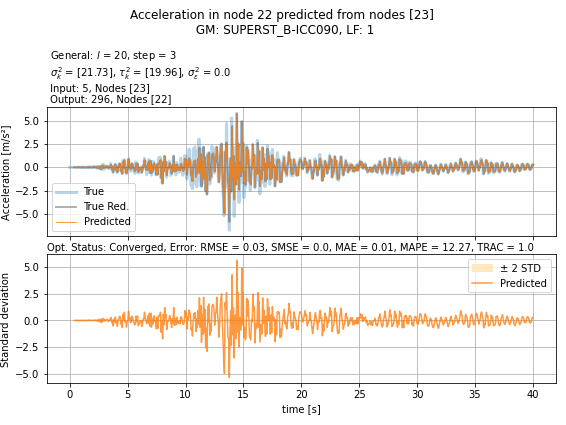 Acceleration in node 22 predicted from nodes [23]
GM: SUPERST_B-ICC090, LF: 1
General: l = 20, step = 3
σ²ₖ = [21.73], τ²ₖ = [19.96], σ²ε = 0.0
Input: 5, Nodes [23]
Output: 296, Nodes [22]
Acceleration [m/s²]
5.0
2.5
0.0
−2.5
−5.0
True
True Red.
Predicted
Opt. Status: Converged, Error: RMSE = 0.03, SMSE = 0.0, MAE = 0.01, MAPE = 12.27, TRAC = 1.0
Standard deviation
5.0
2.5
0.0
−2.5
−5.0
± 2 STD
Predicted
0 5 10 15 20 25 30 35 40
time [s]